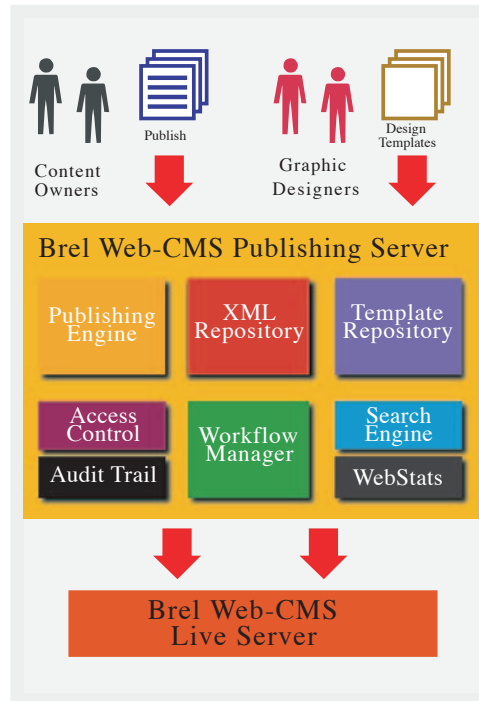 Publish
Design
Templates
Content
Owners
Graphic
Designers
Brel Web-CMS Publishing Server
Publishing
Engine
XML
Repository
Template
Repository
Access
Control
Audit Trail
Workflow
Manager
Search
Engine
WebStats
Brel Web-CMS
Live Server